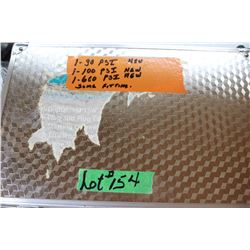 1-30 PSI NEW
1-100 PSI NEW
1-600 PSI NEW
SOME FITTING.
Lot # 154